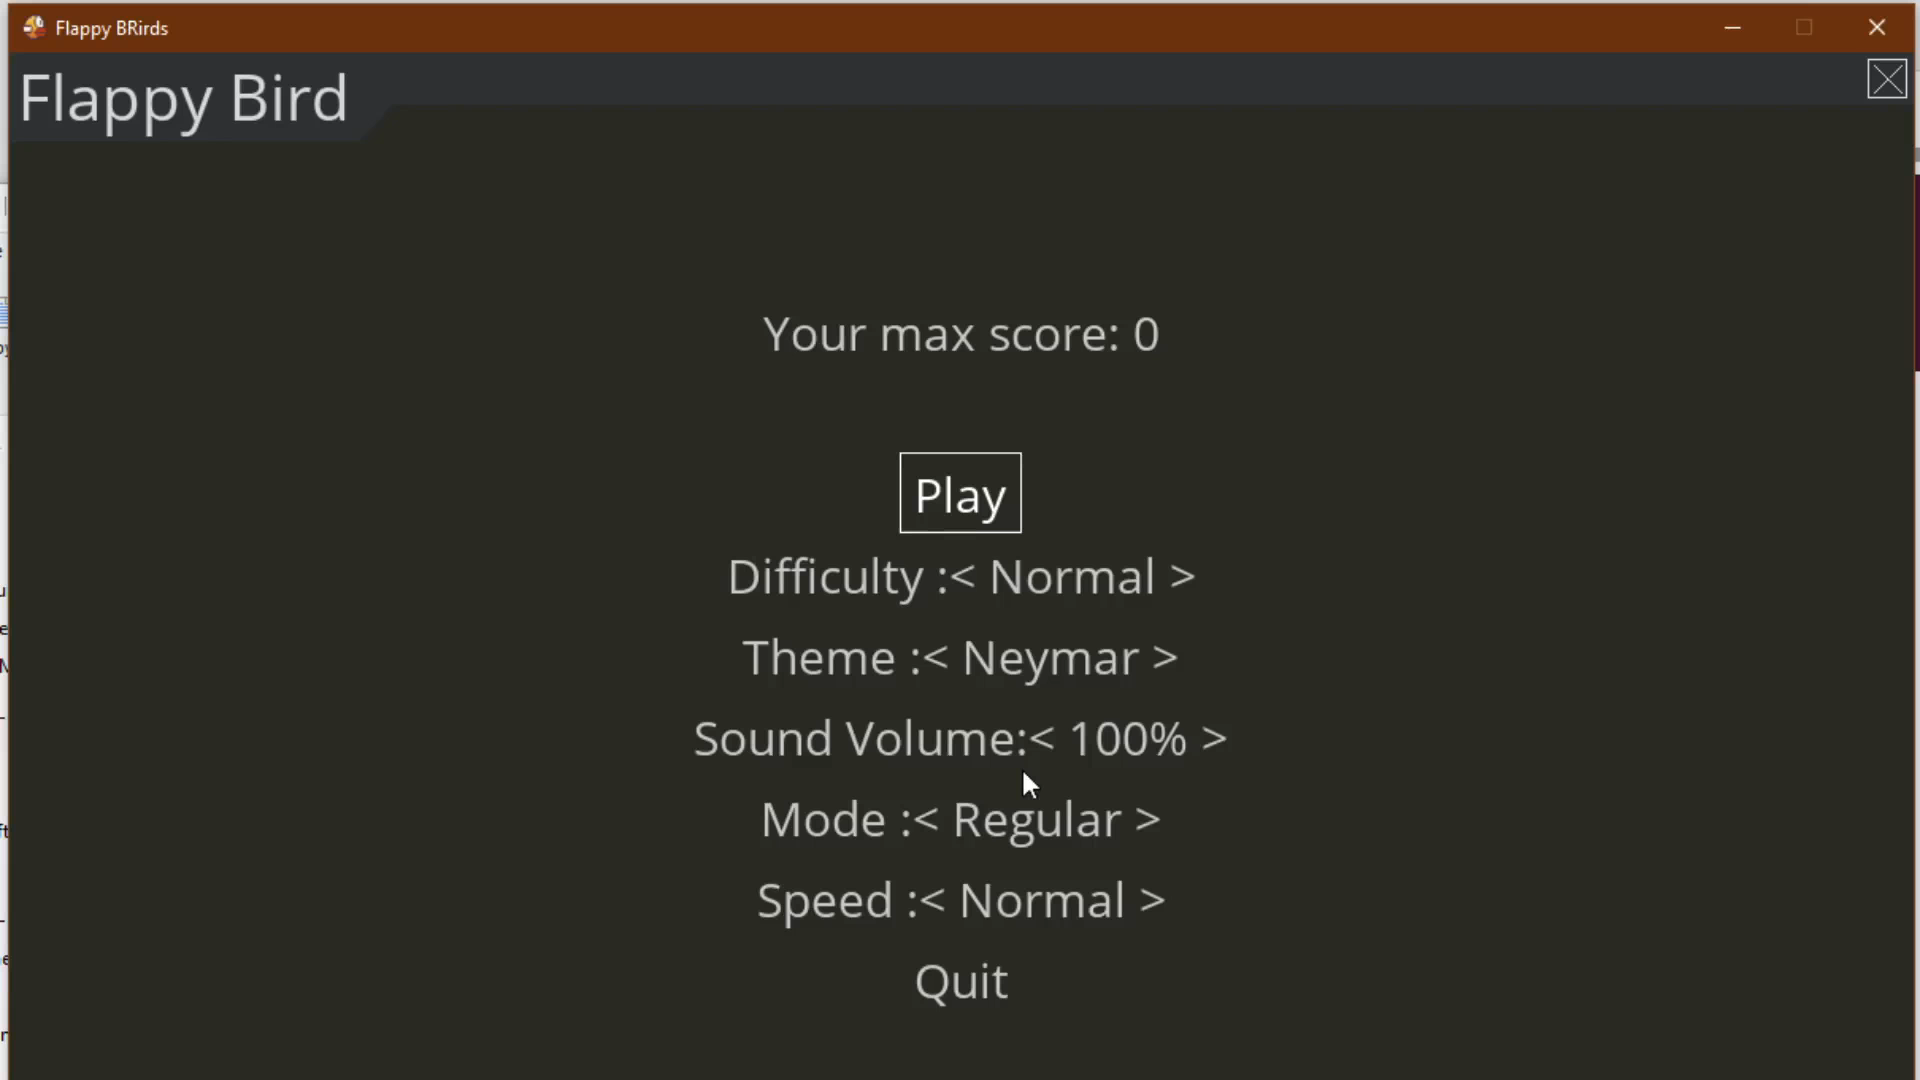 Flappy BRirds
Flappy Bird
Your max score: 0
Play
Difficulty :< Normal >
Theme :< Neymar >
Sound Volume:< 100% >
Mode :< Regular >
Speed :< Normal >
Quit